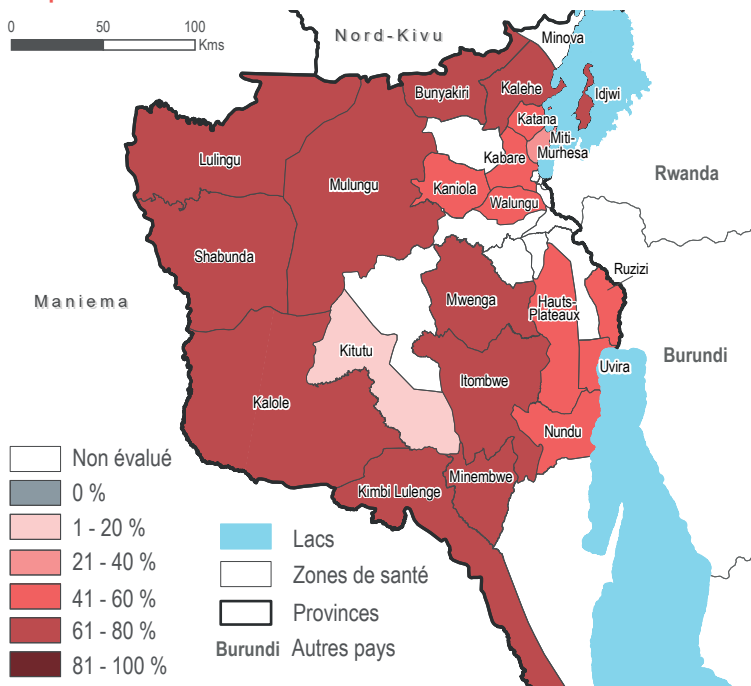 0 50 100
Kms
Nord-Kivu
Minova
Bunyakiri
Kalehe
Idjwi
Katana
Miti-
Murhesa
Lulingu
Kabare
Mulungu
Kaniola
Rwanda
Walungu
Shabunda
Ruzizi
Maniema
Mwenga
Hauts-
Plateaux
Kitutu
Burundi
Uvira
Itombwe
Kalole
Nundu
Minembwe
Kimbi Lulenge
Non évalué
0 %
1 - 20 %
21 - 40 %
41 - 60 %
61 - 80 %
81 - 100 %
Lacs
Zones de santé
Provinces
Burundi Autres pays